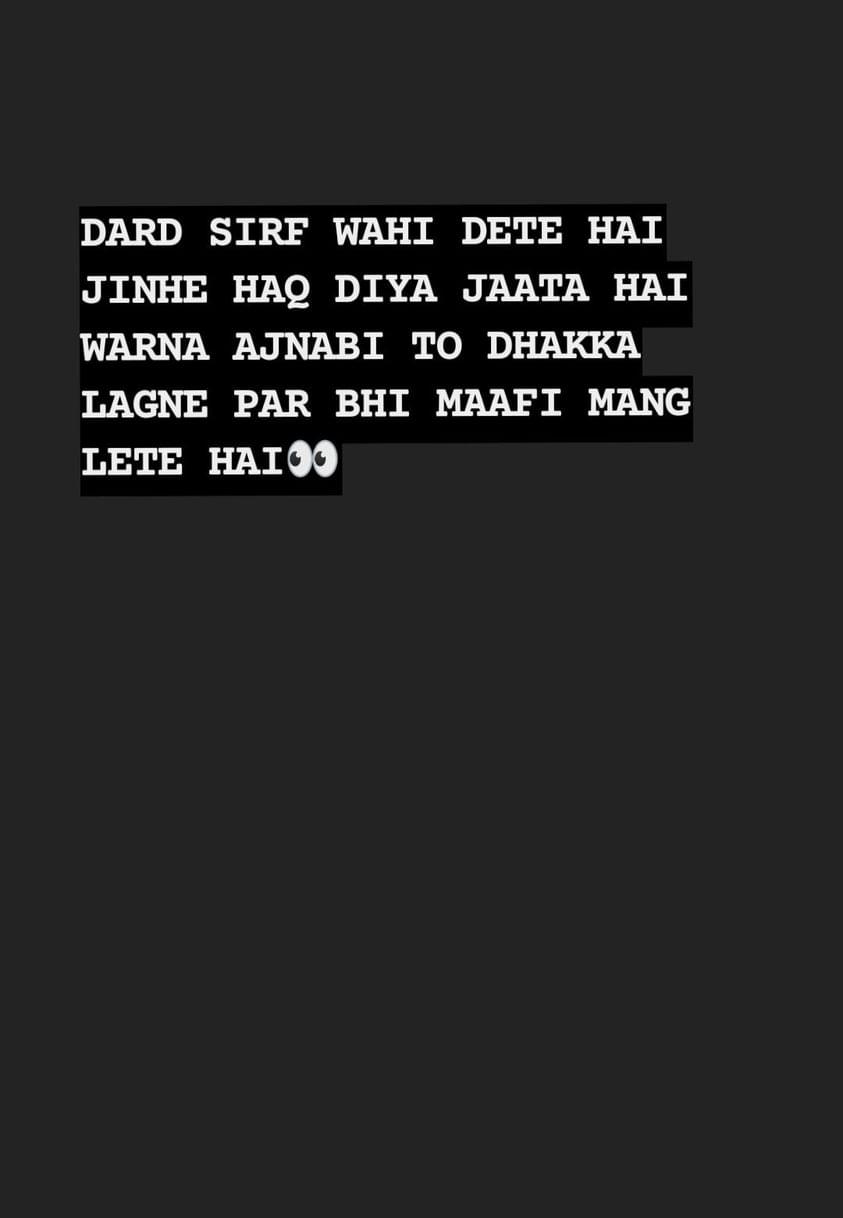 DARD SIRF WAHI DETE HAI
JINHE HAQ DIYA JAATA HAI
WARNA AJNABI TO DHAKKA
LAGNE PAR BHI MAAFI MANG
LETE HAI👀